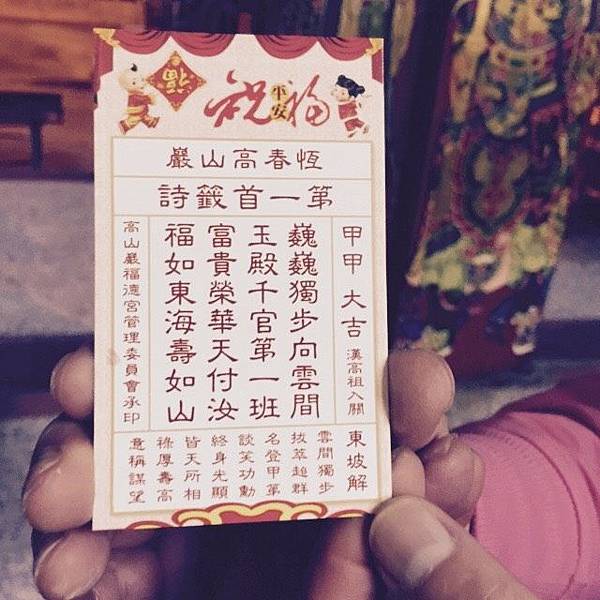 祝福
平安
恆春高山巖
第一首籤詩
甲甲 大吉 漢高祖入關
巍巍獨步向雲間
玉殿千官第一班
富貴榮華天付汝
福如東海壽如山
高山巖福德宮管理委員會承印
東坡解
雲間獨步
拔萃超群
名登甲第
談笑功勳
終身光顯
皆天所相
祿厚壽高
意稱謀望